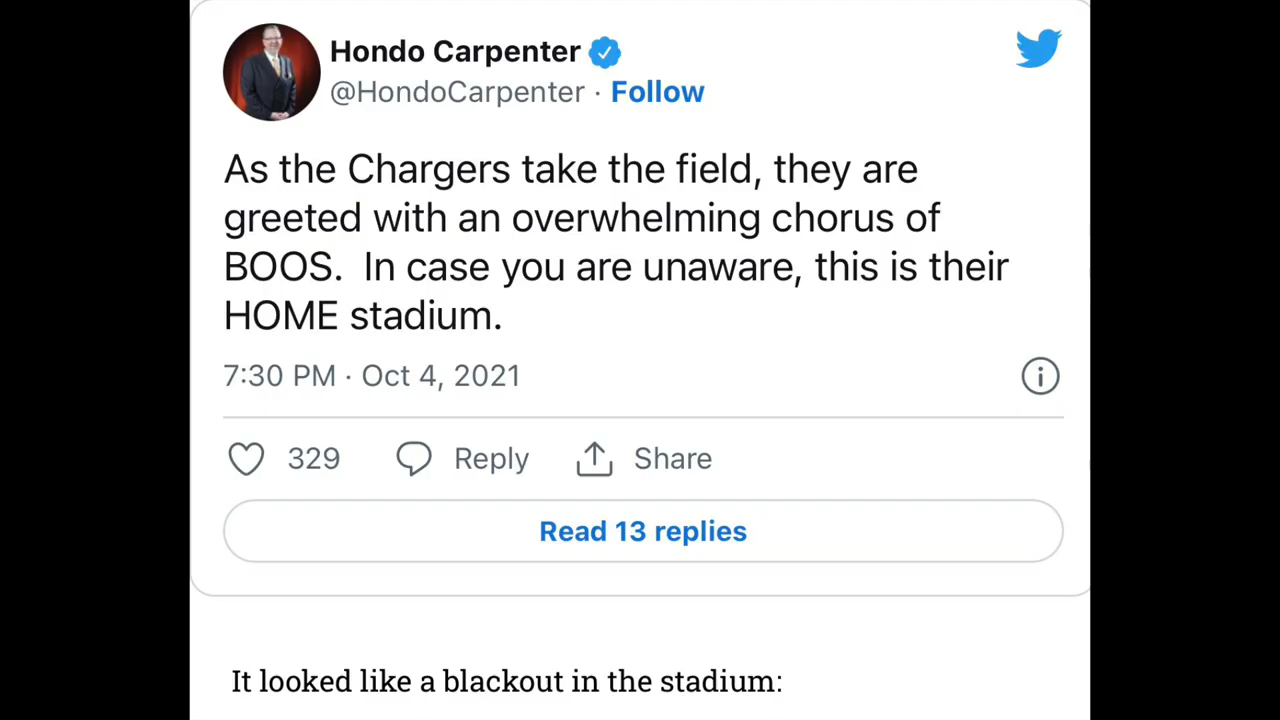 Hondo Carpenter
@HondoCarpenter · Follow
As the Chargers take the field, they are
greeted with an overwhelming chorus of
BOOS.  In case you are unaware, this is their
HOME stadium.
7:30 PM · Oct 4, 2021
329 Reply Share
Read 13 replies
It looked like a blackout in the stadium: